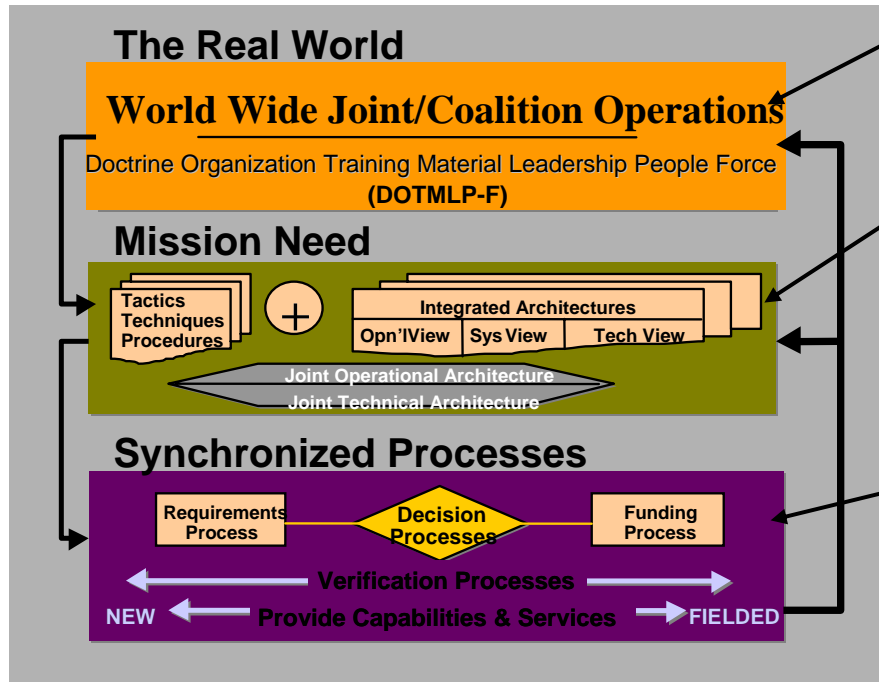 The Real World
World Wide Joint/Coalition Operations
Doctrine Organization Training Material Leadership People Force
(DOTMLP-F)
Mission Need
Tactics
Techniques
Procedures
+
Integrated Architectures
Opn'lView Sys View Tech View
Joint Operational Architecture
Joint Technical Architecture
Synchronized Processes
Requirements
Process
Decision
Processes
Funding
Process
Verification Processes
NEW Provide Capabilities & Services FIELDED